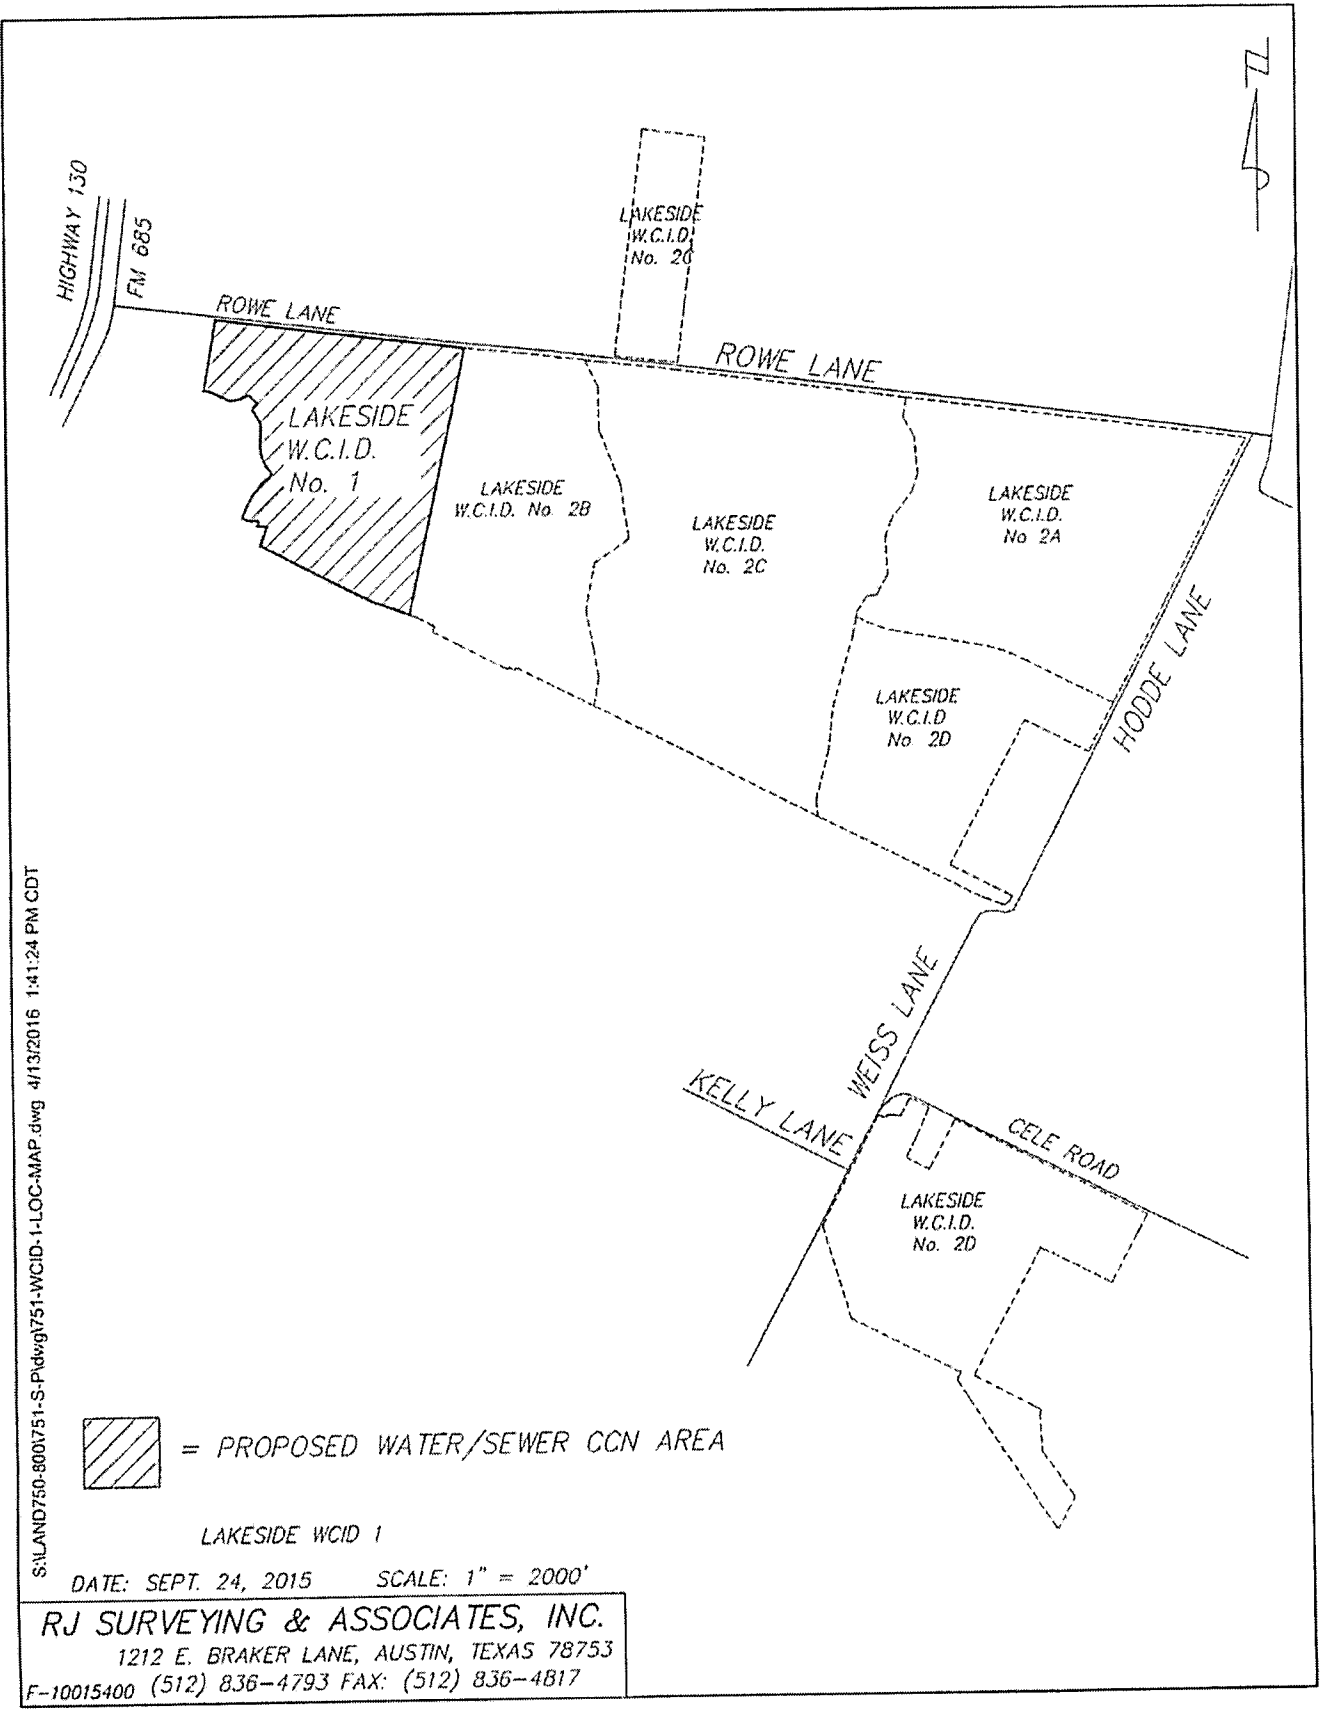 HIGHWAY 130
FM 685
LAKESIDE
W.C.I.D.
No. 2C
ROWE LANE
ROWE LANE
LAKESIDE
W.C.I.D.
No. 1
LAKESIDE
W.C.I.D. No. 2B
LAKESIDE
W.C.I.D.
No. 2C
LAKESIDE
W.C.I.D.
No 2A
HODDE LANE
LAKESIDE
W.C.I.D
No 2D
WEISS LANE
KELLY LANE
CELE ROAD
LAKESIDE
W.C.I.D.
No. 2D
S:\LAND750-800\751-S-P\dwg\751-WCID-1-LOC-MAP.dwg 4/13/2016 1:41:24 PM CDT
= PROPOSED WATER/SEWER CCN AREA
LAKESIDE WCID 1
DATE: SEPT. 24, 2015 SCALE: 1" = 2000'
RJ SURVEYING & ASSOCIATES, INC.
1212 E. BRAKER LANE, AUSTIN, TEXAS 78753
F-10015400 (512) 836-4793 FAX: (512) 836-4817